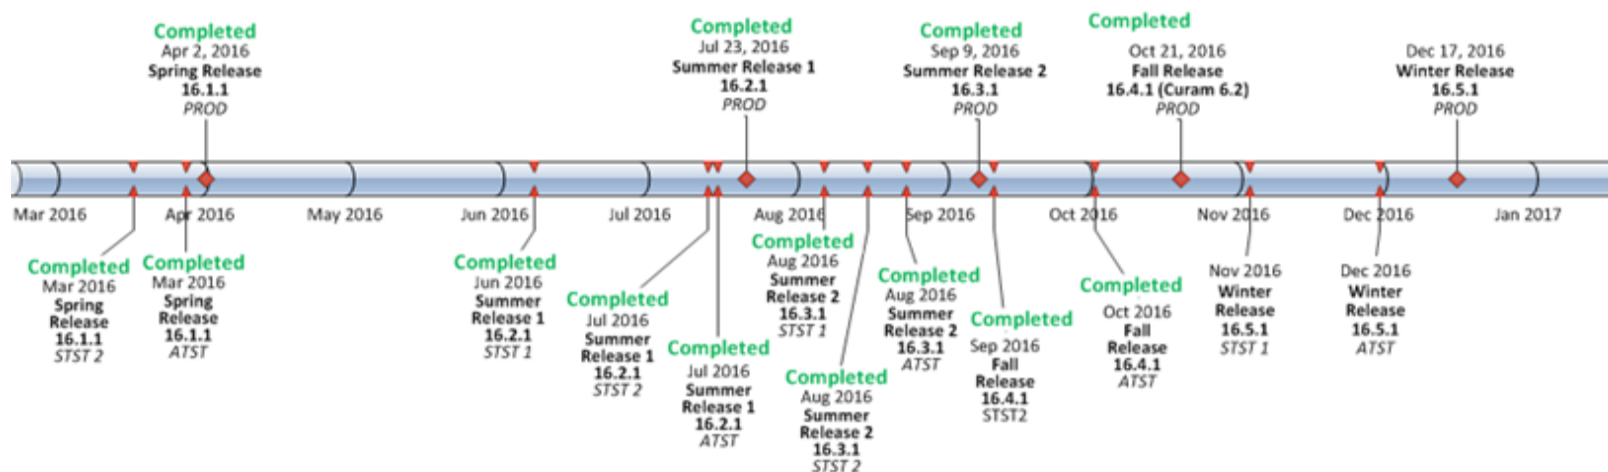 Completed
Apr 2, 2016
Spring Release
16.1.1
PROD
Completed
Jul 23, 2016
Summer Release 1
16.2.1
PROD
Completed
Sep 9, 2016
Summer Release 2
16.3.1
PROD
Completed
Oct 21, 2016
Fall Release
16.4.1 (Curam 6.2)
PROD
Dec 17, 2016
Winter Release
16.5.1
PROD
Mar 2016
Apr 2016
May 2016
Jun 2016
Jul 2016
Aug 2016
Sep 2016
Oct 2016
Nov 2016
Dec 2016
Jan 2017
Completed
Mar 2016
Spring
Release
16.1.1
STST 2
Completed
Mar 2016
Spring
Release
16.1.1
ATST
Completed
Jun 2016
Summer
Release 1
16.2.1
STST 1
Completed
Jul 2016
Summer
Release 1
16.2.1
STST 2
Completed
Jul 2016
Summer
Release 1
16.2.1
ATST
Completed
Aug 2016
Summer
Release 2
16.3.1
STST 1
Completed
Aug 2016
Summer
Release 2
16.3.1
STST 2
Completed
Aug 2016
Summer
Release 2
16.3.1
ATST
Completed
Sep 2016
Fall
Release
16.4.1
STST2
Completed
Oct 2016
Fall
Release
16.4.1
ATST
Nov 2016
Winter
Release
16.5.1
STST 1
Dec 2016
Winter
Release
16.5.1
ATST